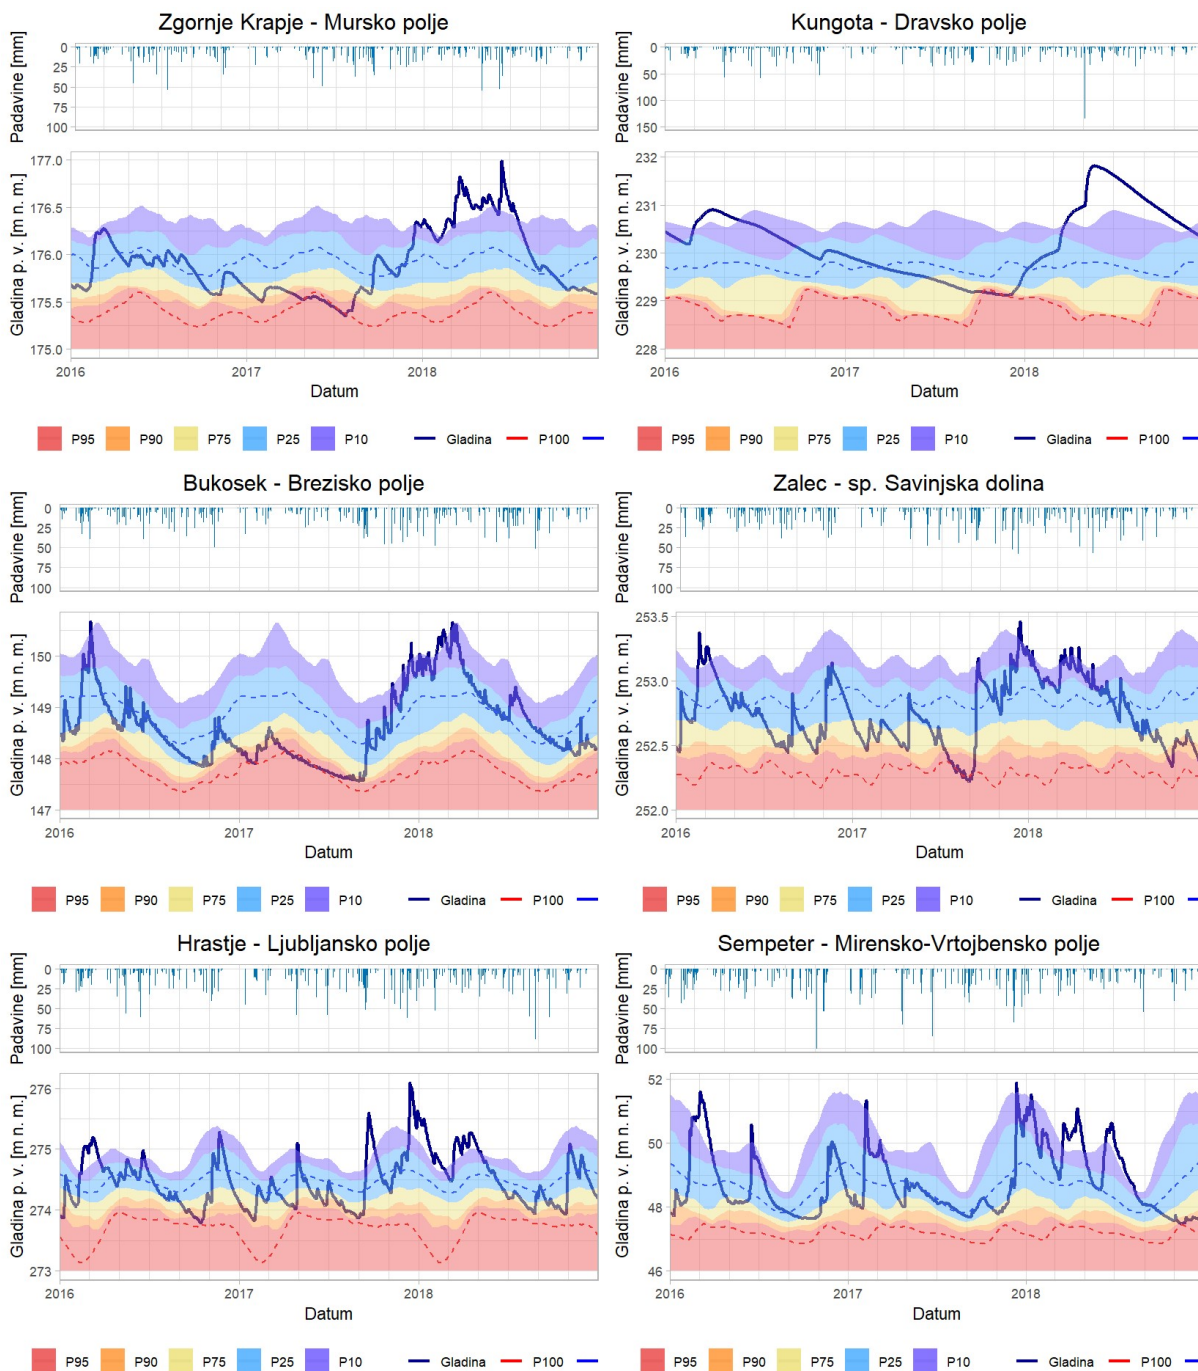 Zgornje Krapje - Mursko polje
Padavine [mm]
0
25
50
75
100
Gladina p. v. [m n. m.]
177.0
176.5
176.0
175.5
175.0
2016
2017
2018
Datum
P95
P90
P75
P25
P10
Gladina
P100
Kungota - Dravsko polje
Padavine [mm]
0
50
100
150
Gladina p. v. [m n. m.]
232
231
230
229
228
2016
2017
2018
Datum
P95
P90
P75
P25
P10
Gladina
P100
Bukosek - Brezisko polje
Padavine [mm]
0
25
50
75
100
Gladina p. v. [m n. m.]
150
149
148
147
2016
2017
2018
Datum
P95
P90
P75
P25
P10
Gladina
P100
Zalec - sp. Savinjska dolina
Padavine [mm]
0
25
50
75
100
Gladina p. v. [m n. m.]
253.5
253.0
252.5
252.0
2016
2017
2018
Datum
P95
P90
P75
P25
P10
Gladina
P100
Hrastje - Ljubljansko polje
Padavine [mm]
0
25
50
75
100
Gladina p. v. [m n. m.]
276
275
274
273
2016
2017
2018
Datum
P95
P90
P75
P25
P10
Gladina
P100
Sempeter - Mirensko-Vrtojbensko polje
Padavine [mm]
0
25
50
75
100
Gladina p. v. [m n. m.]
52
50
48
46
2016
2017
2018
Datum
P95
P90
P75
P25
P10
Gladina
P100